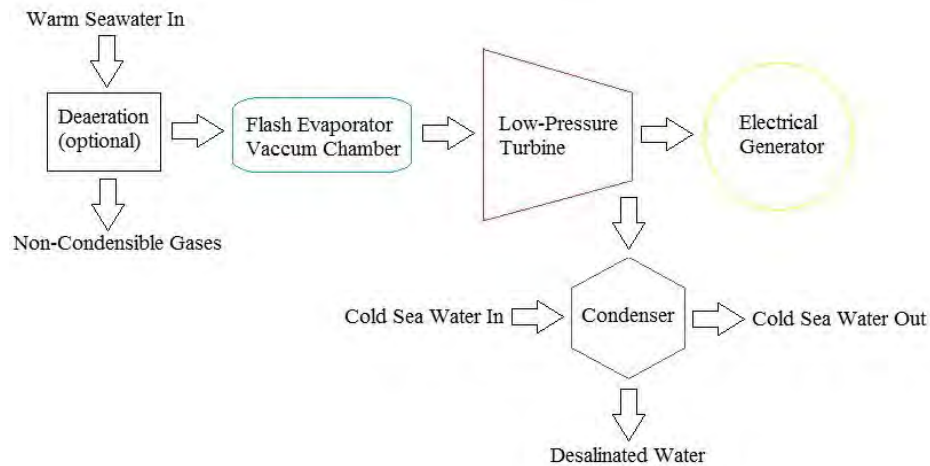 Warm Seawater In
Deaeration
(optional)
Flash Evaporator
Vaccum Chamber
Low-Pressure
Turbine
Electrical
Generator
Non-Condensible Gases
Cold Sea Water In
Condenser
Cold Sea Water Out
Desalinated Water